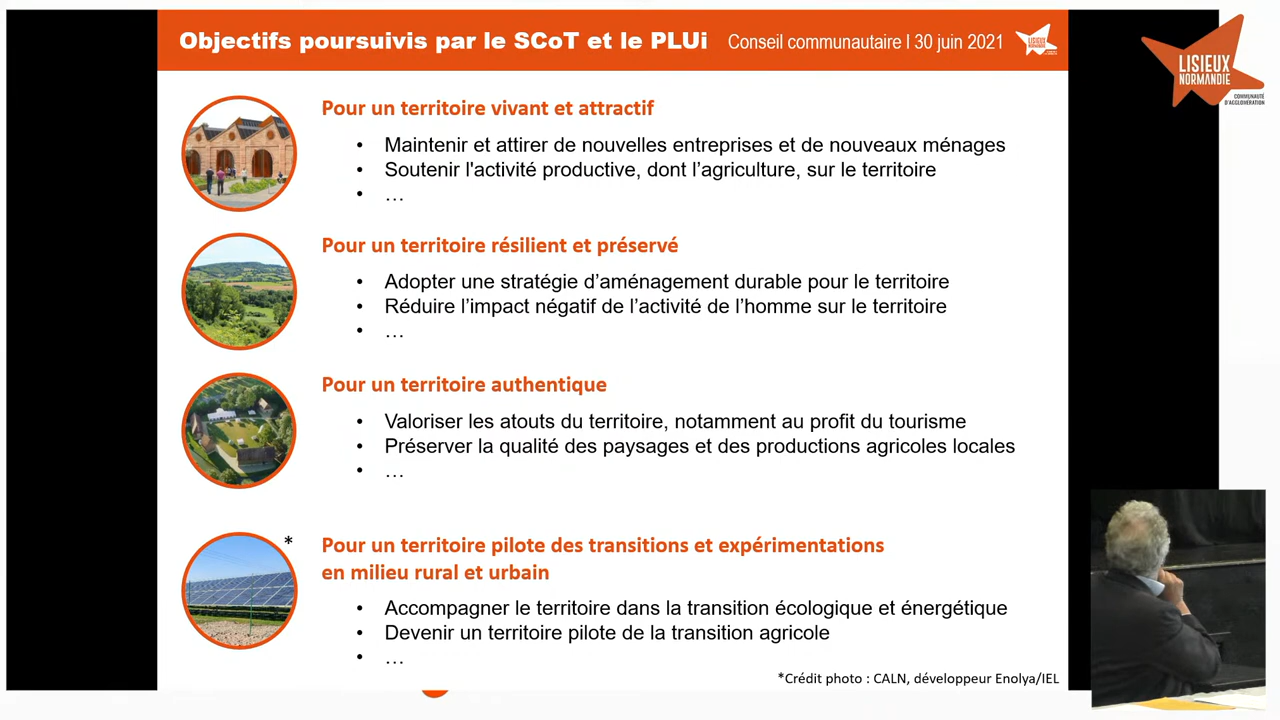 Objectifs poursuivis par le SCoT et le PLUi
Conseil communautaire l 30 juin 2021
LISIEUX
NORMANDIE
LISIEUX
NORMANDIE
COMMUNAUTÉ
D'AGGLOMÉRATION
Pour un territoire vivant et attractif
• Maintenir et attirer de nouvelles entreprises et de nouveaux ménages
• Soutenir l'activité productive, dont l’agriculture, sur le territoire
• …
Pour un territoire résilient et préservé
• Adopter une stratégie d’aménagement durable pour le territoire
• Réduire l’impact négatif de l’activité de l’homme sur le territoire
• …
Pour un territoire authentique
• Valoriser les atouts du territoire, notamment au profit du tourisme
• Préserver la qualité des paysages et des productions agricoles locales
• …
*
Pour un territoire pilote des transitions et expérimentations
en milieu rural et urbain
• Accompagner le territoire dans la transition écologique et énergétique
• Devenir un territoire pilote de la transition agricole
• …
*Crédit photo : CALN, développeur Enolya/IEL